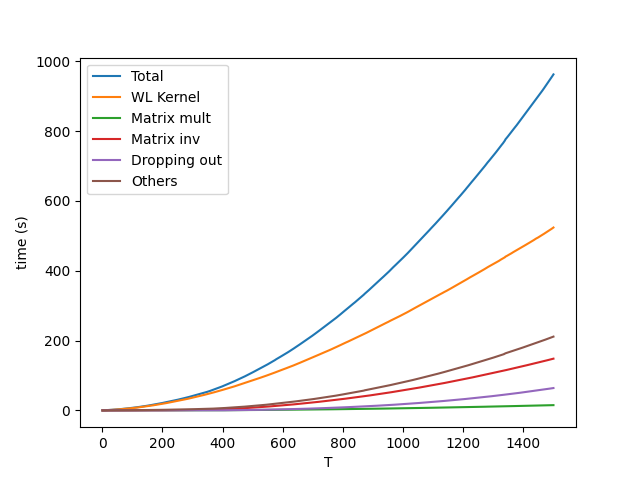 1000
800
600
400
200
0
time (s)
Total
WL Kernel
Matrix mult
Matrix inv
Dropping out
Others
0 200 400 600 800 1000 1200 1400
T